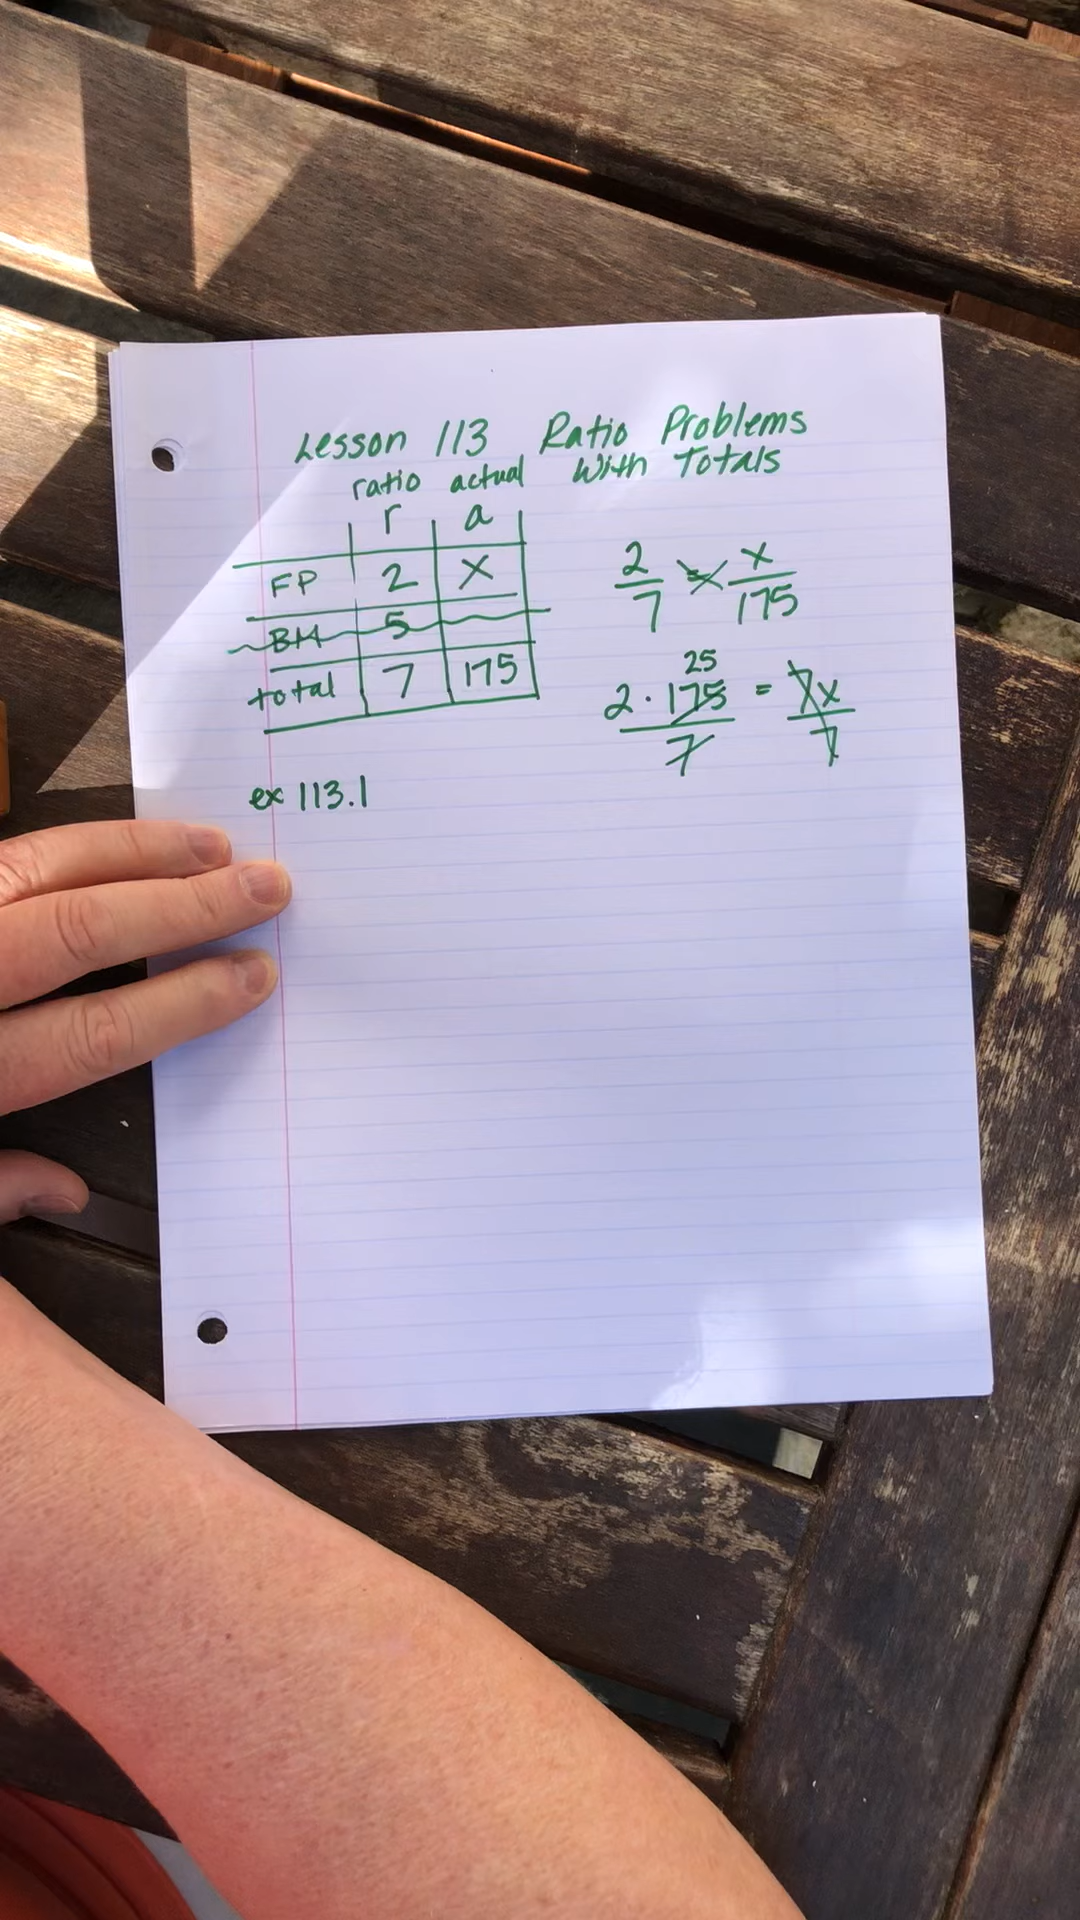 Lesson 113 Ratio Problems
With Totals
ratio actual
r a
FP 2 x
BM 5
total 7 175
2/7 = x/175
25
2 · 175 = 7x
7 7
ex 113.1